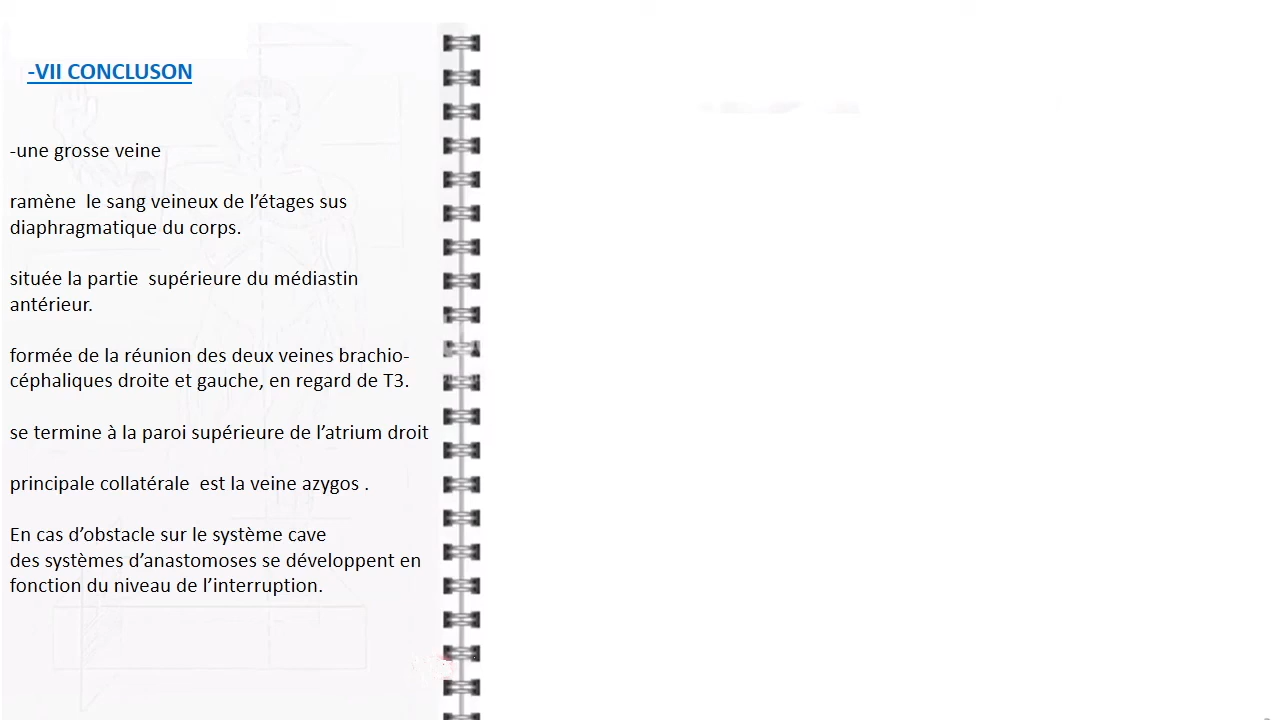 -VII CONCLUSON
-une grosse veine
ramène  le sang veineux de l’étages sus
diaphragmatique du corps.
située la partie  supérieure du médiastin
antérieur.
formée de la réunion des deux veines brachio-
céphaliques droite et gauche, en regard de T3.
se termine à la paroi supérieure de l’atrium droit
principale collatérale  est la veine azygos .
En cas d’obstacle sur le système cave
des systèmes d’anastomoses se développent en
fonction du niveau de l’interruption.